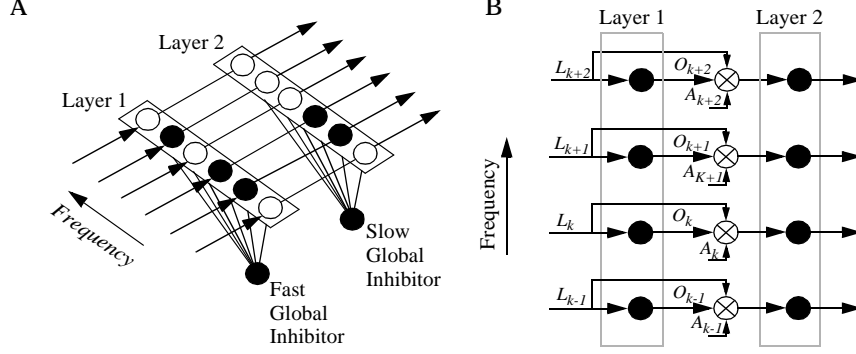 A
Layer 2
Layer 1
Frequency
Slow
Global
Inhibitor
Fast
Global
Inhibitor
B
Layer 1
Layer 2
Frequency
L_{k+2}
O_{k+2}
A_{k+2}
L_{k+1}
O_{k+1}
A_{K+1}
L_k
O_k
A_k
L_{k-1}
O_{k-1}
A_{k-1}